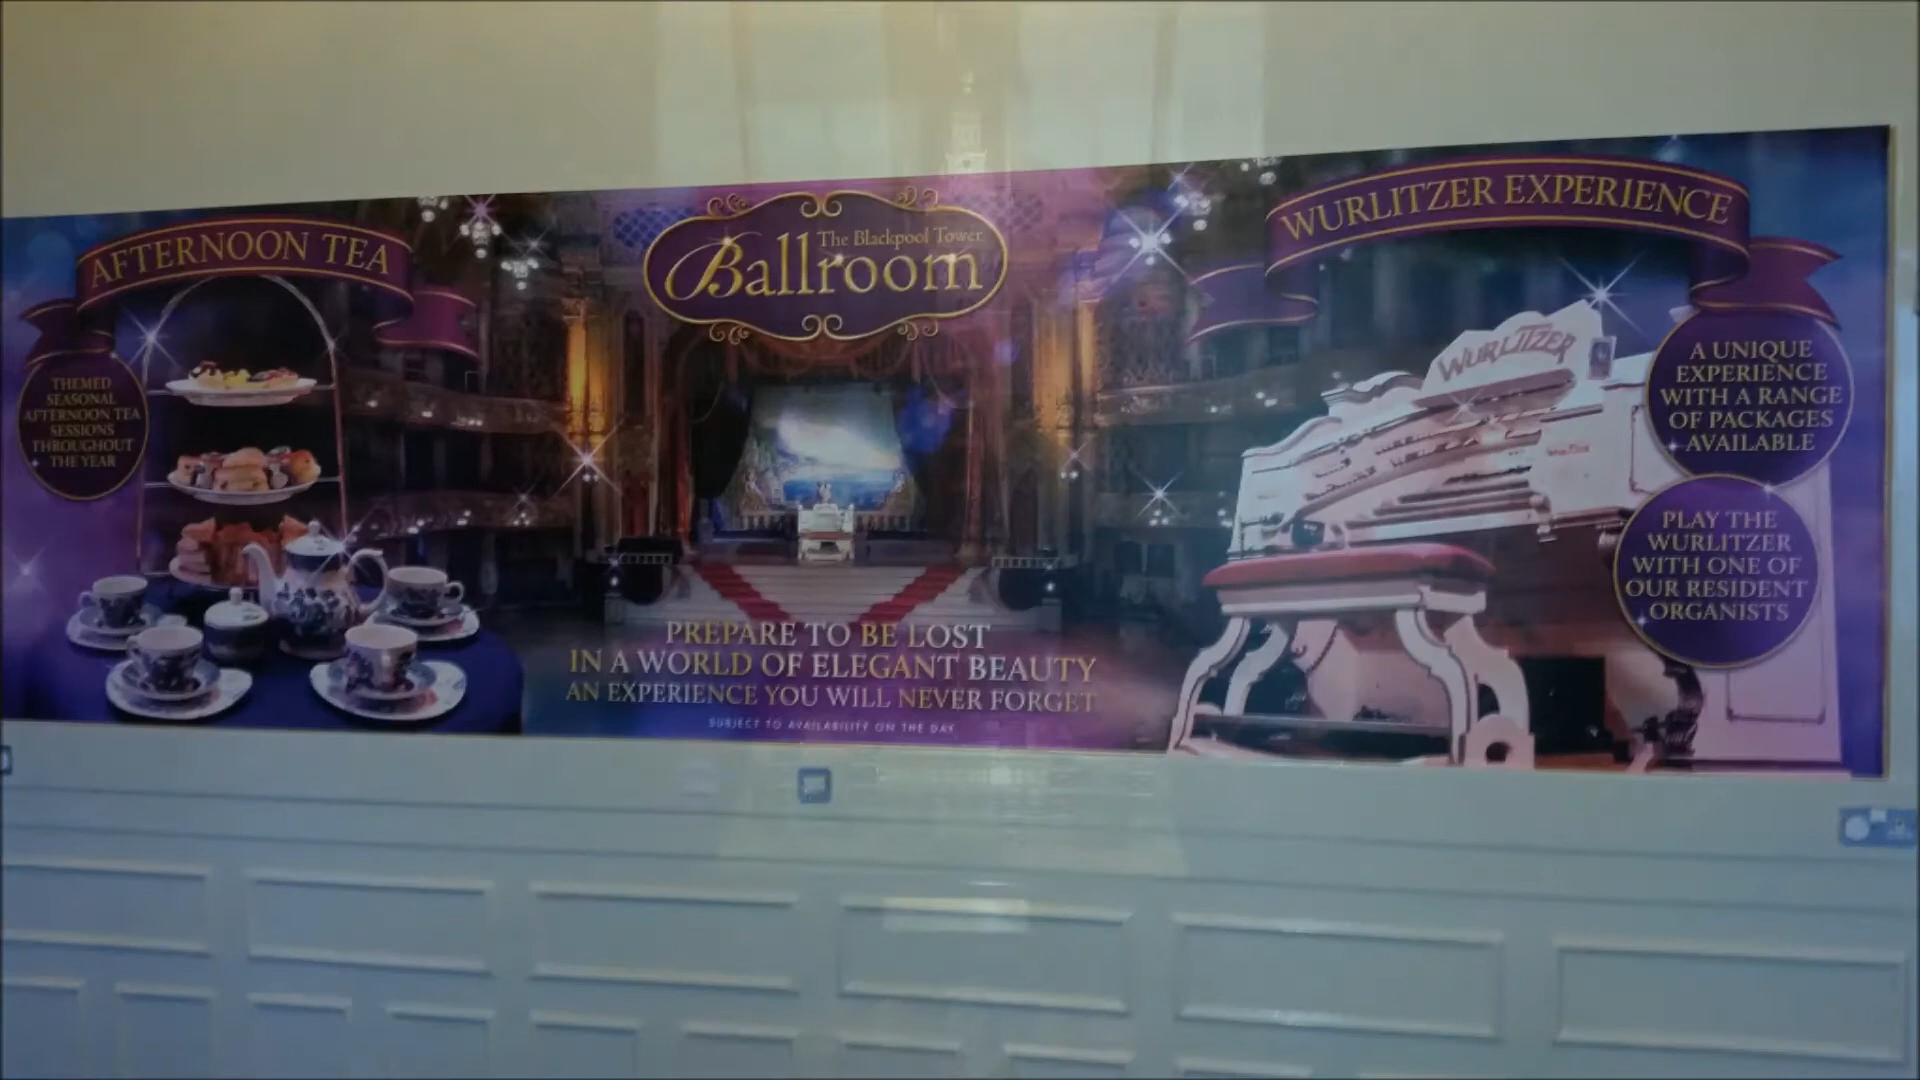 AFTERNOON TEA
THEMED
SEASONAL
AFTERNOON TEA
SESSIONS
THROUGHOUT
THE YEAR
The Blackpool Tower
Ballroom
PREPARE TO BE LOST
IN A WORLD OF ELEGANT BEAUTY
AN EXPERIENCE YOU WILL NEVER FORGET
SUBJECT TO AVAILABILITY ON THE DAY
WURLITZER EXPERIENCE
WURLITZER
A UNIQUE
EXPERIENCE
WITH A RANGE
OF PACKAGES
AVAILABLE
PLAY THE
WURLITZER
WITH ONE OF
OUR RESIDENT
ORGANISTS